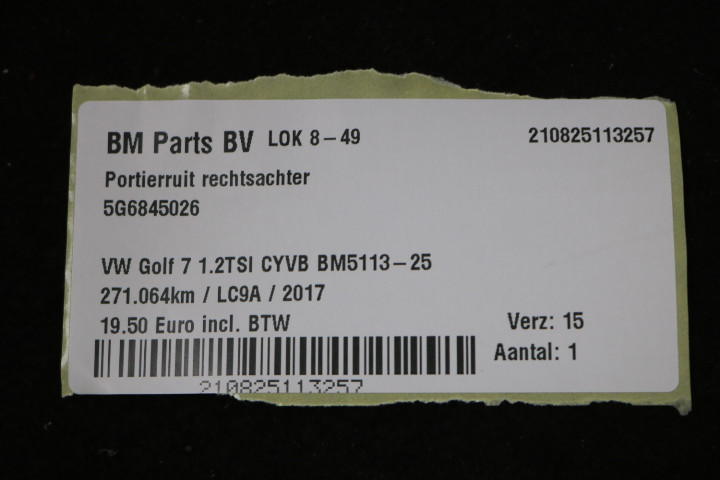 BM Parts BV LOK 8-49 210825113257
Portierruit rechtsachter
5G6845026
VW Golf 7 1.2TSI CYVB BM5113-25
271.064km / LC9A / 2017
19.50 Euro incl. BTW Verz: 15
Aantal: 1
210825113257